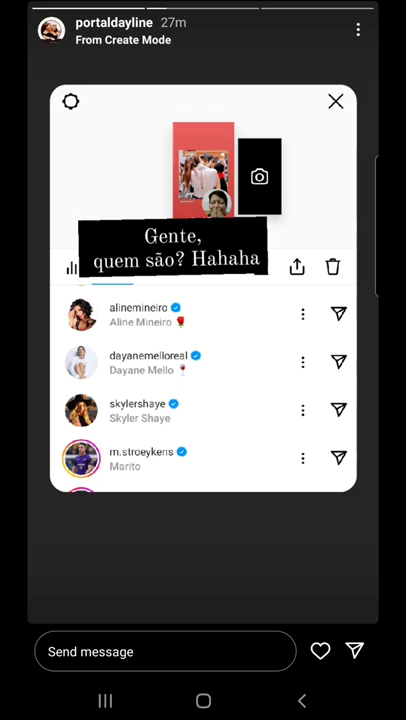 portaldayline 27m
From Create Mode
Gente,
quem são? Hahaha
alinemineiro
Aline Mineiro 🌹
dayanemelloreal
Dayane Mello 🍷
skylershaye
Skyler Shaye
m.stroeykens
Marito
Send message